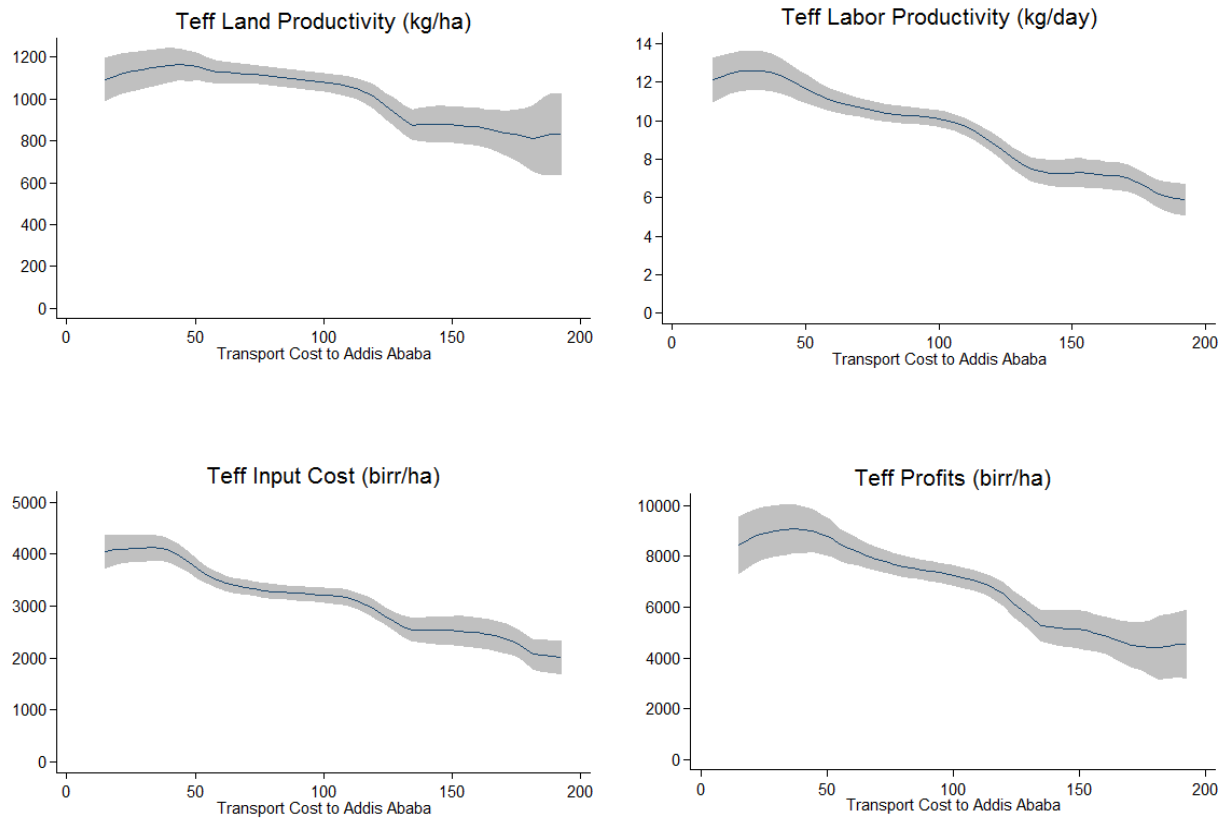 Teff Land Productivity (kg/ha)
1200
1000
800
600
400
200
0
0 50 100 150 200
Transport Cost to Addis Ababa
Teff Labor Productivity (kg/day)
14
12
10
8
6
4
2
0
0 50 100 150 200
Transport Cost to Addis Ababa
Teff Input Cost (birr/ha)
5000
4000
3000
2000
1000
0
0 50 100 150 200
Transport Cost to Addis Ababa
Teff Profits (birr/ha)
10000
8000
6000
4000
2000
0
0 50 100 150 200
Transport Cost to Addis Ababa